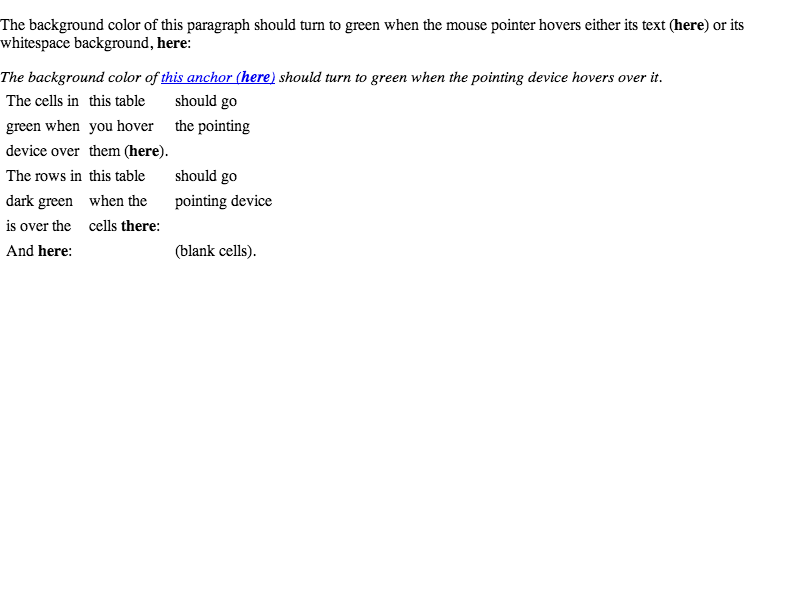 The background color of this paragraph should turn to green when the mouse pointer hovers either its text (here) or its
whitespace background, here:
The background color of this anchor (here) should turn to green when the pointing device hovers over it.
The cells in this table should go
green when you hover the pointing
device over them (here).
The rows in this table should go
dark green when the pointing device
is over the cells there:
And here: (blank cells).